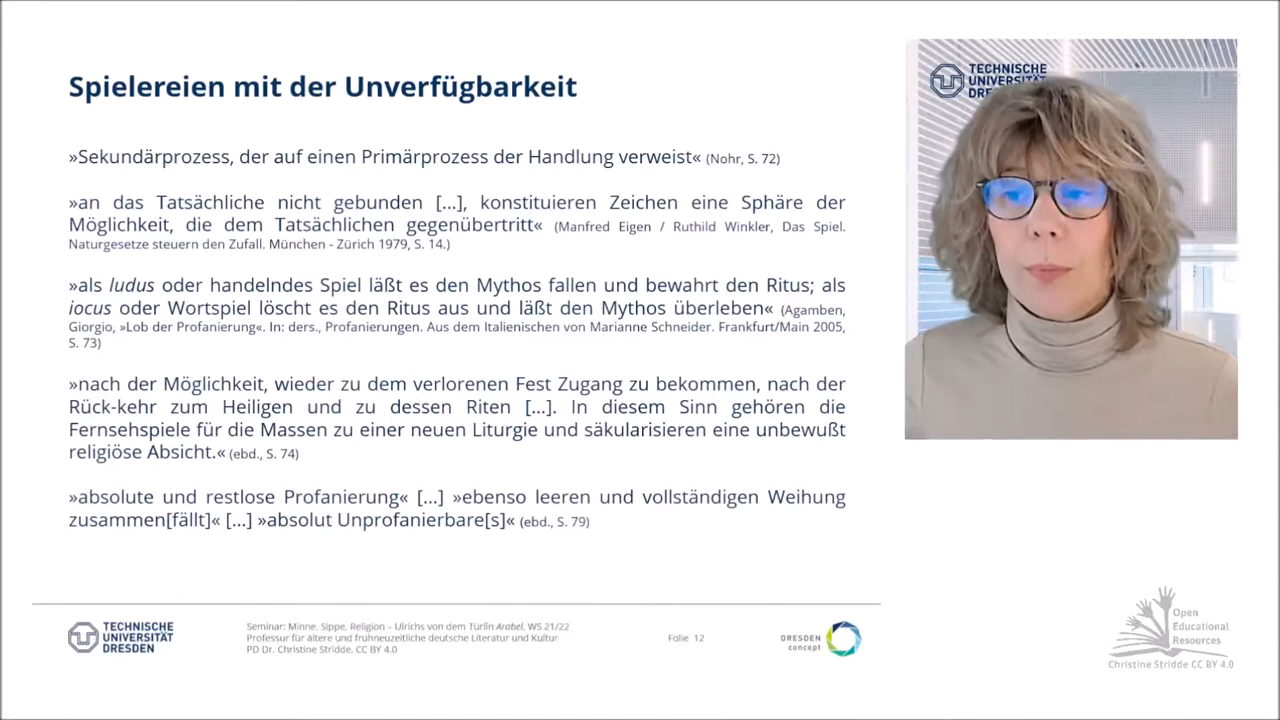 Spielereien mit der Unverfügbarkeit
»Sekundärprozess, der auf einen Primärprozess der Handlung verweist« (Nohr, S. 72)
»an das Tatsächliche nicht gebunden [...], konstituieren Zeichen eine Sphäre der
Möglichkeit, die dem Tatsächlichen gegenübertritt« (Manfred Eigen / Ruthild Winkler, Das Spiel.
Naturgesetze steuern den Zufall. München - Zürich 1979, S. 14.)
»als ludus oder handelndes Spiel läßt es den Mythos fallen und bewahrt den Ritus; als
iocus oder Wortspiel löscht es den Ritus aus und läßt den Mythos überleben« (Agamben,
Giorgio, »Lob der Profanierung«. In: ders., Profanierungen. Aus dem Italienischen von Marianne Schneider. Frankfurt/Main 2005,
S. 73)
»nach der Möglichkeit, wieder zu dem verlorenen Fest Zugang zu bekommen, nach der
Rück-kehr zum Heiligen und zu dessen Riten [...]. In diesem Sinn gehören die
Fernsehspiele für die Massen zu einer neuen Liturgie und säkularisieren eine unbewußt
religiöse Absicht.« (ebd., S. 74)
»absolute und restlose Profanierung« [...] »ebenso leeren und vollständigen Weihung
zusammen[fällt]« [...] »absolut Unprofanierbare[s]« (ebd., S. 79)
TECHNISCHE
UNIVERSITÄT
DRESDEN
TECHNISCHE
UNIVERSITÄT
DRESDEN
Seminar: Minne, Sippe, Religion – Ulrichs von dem Türlin Arabel, WS 21/22
Professur für ältere und frühneuzeitliche deutsche Literatur und Kultur
PD Dr. Christine Stridde, CC BY 4.0
Folie 12
DRESDEN
concept
Open
Educational
Resources
Christine Stridde CC BY 4.0